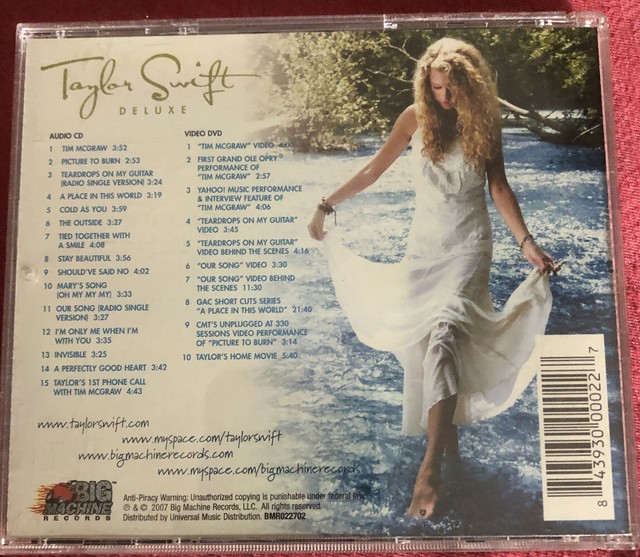 Taylor Swift
DELUXE
AUDIO CD
1 TIM MCGRAW 3:52
2 PICTURE TO BURN 2:53
3 TEARDROPS ON MY GUITAR
(RADIO SINGLE VERSION) 3:24
4 A PLACE IN THIS WORLD 3:19
5 COLD AS YOU 3:59
6 THE OUTSIDE 3:27
7 TIED TOGETHER WITH
A SMILE 4:08
8 STAY BEAUTIFUL 3:56
9 SHOULD'VE SAID NO 4:02
10 MARY'S SONG
(OH MY MY MY) 3:33
11 OUR SONG (RADIO SINGLE
VERSION) 3:27
12 I'M ONLY ME WHEN I'M
WITH YOU 3:35
13 INVISIBLE 3:25
14 A PERFECTLY GOOD HEART 3:42
15 TAYLOR'S 1ST PHONE CALL
WITH TIM MCGRAW 4:43
VIDEO DVD
1 "TIM MCGRAW" VIDEO
2 FIRST GRAND OLE OPRY®
PERFORMANCE OF
"TIM MCGRAW" 2:57
3 YAHOO! MUSIC PERFORMANCE
& INTERVIEW FEATURE OF
"TIM MCGRAW" 4:06
4 "TEARDROPS ON MY GUITAR"
VIDEO 3:45
5 "TEARDROPS ON MY GUITAR"
VIDEO BEHIND THE SCENES 4:16
6 "OUR SONG" VIDEO 3:30
7 "OUR SONG" VIDEO BEHIND
THE SCENES 11:30
8 GAC SHORT CUTS SERIES
"A PLACE IN THIS WORLD" 21:40
9 CMT'S UNPLUGGED AT 330
SESSIONS VIDEO PERFORMANCE
OF "PICTURE TO BURN" 3:14
10 TAYLOR'S HOME MOVIE 5:40
www.taylorswift.com
www.myspace.com/taylorswift
www.bigmachinerecords.com
www.myspace.com/bigmachinerecords
BIG
MACHINE
RECORDS
Anti-Piracy Warning: Unauthorized copying is punishable under federal law.
℗ & © 2007 Big Machine Records, LLC. All rights reserved.
Distributed by Universal Music Distribution. BMR022702
8 43930 00022 7